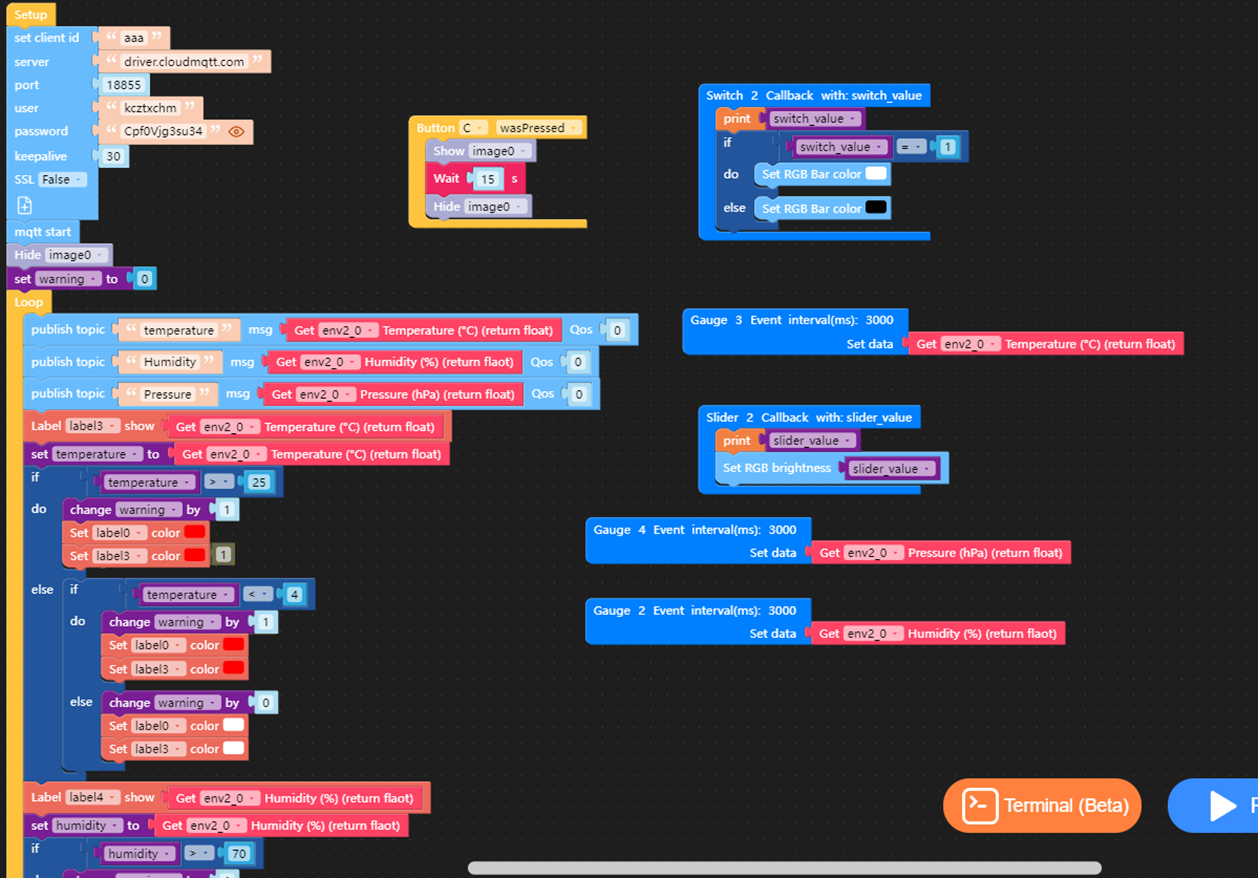 Setup
set client id “ aaa ”
server “ driver.cloudmqtt.com ”
port 18855
user “ kcztxchm ”
password “ Cpf0Vjg3su34 ”
keepalive 30
SSL False
mqtt start
Hide image0
set warning to 0
Loop
publish topic “ temperature ” msg Get env2_0 Temperature (°C) (return float) Qos 0
publish topic “ Humidity ” msg Get env2_0 Humidity (%) (return flaot) Qos 0
publish topic “ Pressure ” msg Get env2_0 Pressure (hPa) (return float) Qos 0
Label label3 show Get env2_0 Temperature (°C) (return float)
set temperature to Get env2_0 Temperature (°C) (return float)
if temperature > 25
do change warning by 1
Set label0 color
Set label3 color 1
else if temperature < 4
do change warning by 1
Set label0 color
Set label3 color
else change warning by 0
Set label0 color
Set label3 color
Label label4 show Get env2_0 Humidity (%) (return flaot)
set humidity to Get env2_0 Humidity (%) (return flaot)
if humidity > 70
Button C wasPressed
Show image0
Wait 15 s
Hide image0
Switch 2 Callback with: switch_value
print switch_value
if switch_value = 1
do Set RGB Bar color
else Set RGB Bar color
Gauge 3 Event interval(ms): 3000
Set data Get env2_0 Temperature (°C) (return float)
Slider 2 Callback with: slider_value
print slider_value
Set RGB brightness slider_value
Gauge 4 Event interval(ms): 3000
Set data Get env2_0 Pressure (hPa) (return float)
Gauge 2 Event interval(ms): 3000
Set data Get env2_0 Humidity (%) (return flaot)
Terminal (Beta)